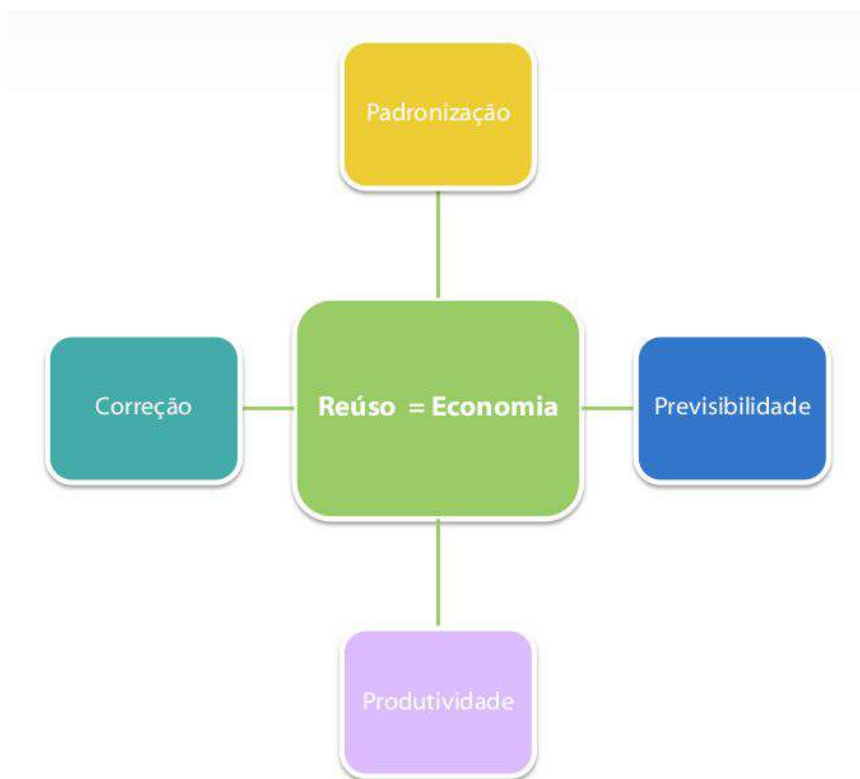 Padronização
Correção
Reúso = Economia
Previsibilidade
Produtividade